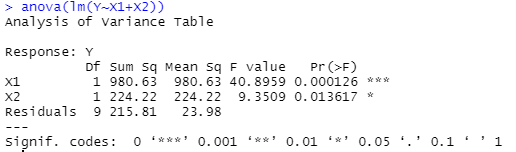 > anova(lm(Y~X1+X2))
Analysis of Variance Table

Response: Y
          Df Sum Sq Mean Sq F value   Pr(>F)
X1         1 980.63  980.63 40.8959 0.000126 ***
X2         1 224.22  224.22  9.3509 0.013617 *
Residuals  9 215.81   23.98
---
Signif. codes:  0 ‘***’ 0.001 ‘**’ 0.01 ‘*’ 0.05 ‘.’ 0.1 ‘ ’ 1